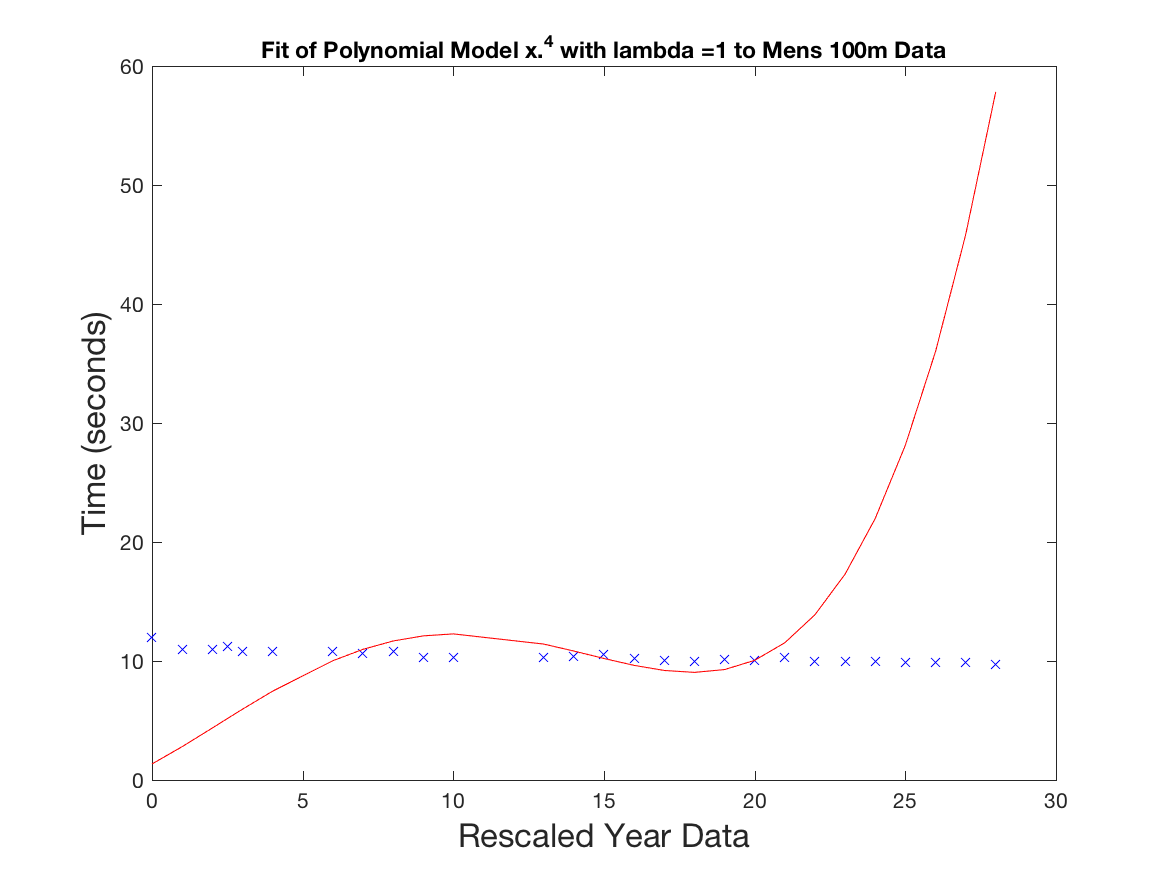 Fit of Polynomial Model x.⁴ with lambda =1 to Mens 100m Data
60
50
40
30
20
10
0
Time (seconds)
0 5 10 15 20 25 30
Rescaled Year Data